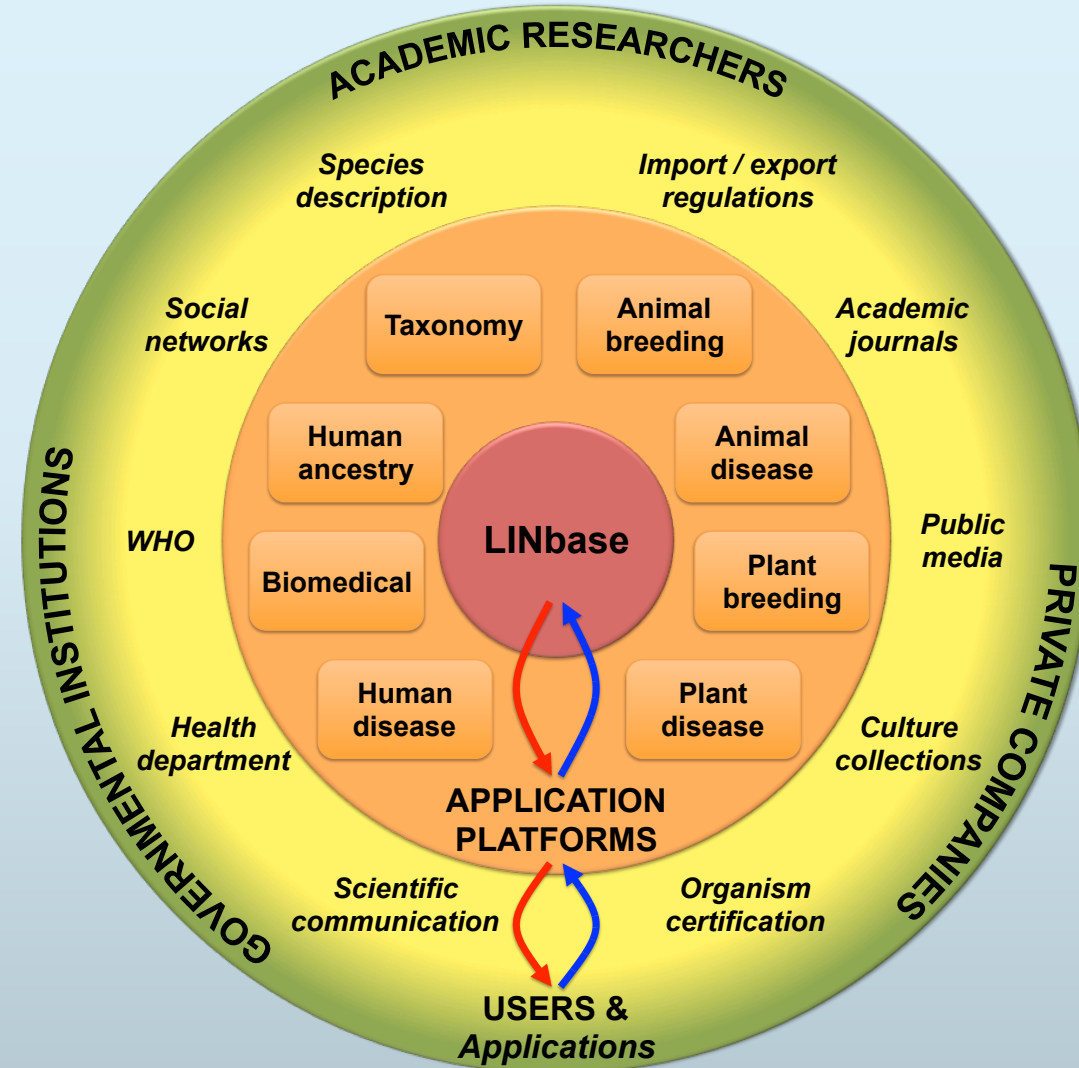 ACADEMIC RESEARCHERS
Species
description
Import / export
regulations
Social
networks
Taxonomy
Animal
breeding
Academic
journals
Human
ancestry
Animal
disease
GOVERNMENTAL INSTITUTIONS
WHO
LINbase
Public
media
Biomedical
Plant
breeding
PRIVATE COMPANIES
Human
disease
Plant
disease
Health
department
Culture
collections
APPLICATION
PLATFORMS
Scientific
communication
Organism
certification
USERS &
Applications